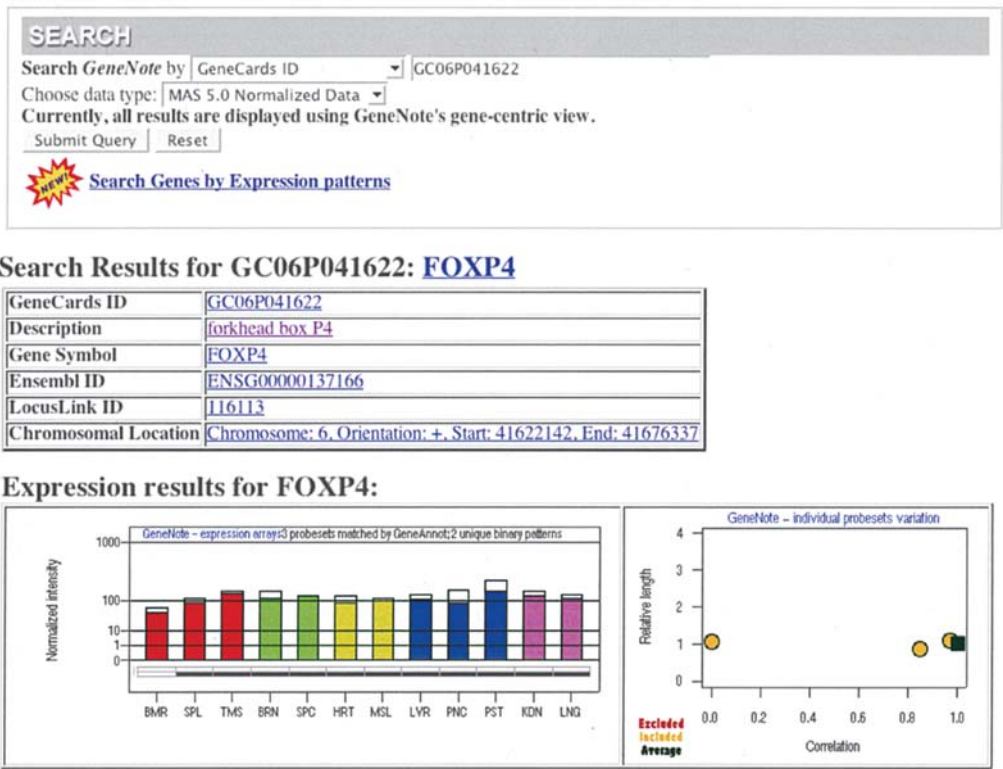 SEARCH
Search GeneNote by GeneCards ID GC06P041622
Choose data type: MAS 5.0 Normalized Data
Currently, all results are displayed using GeneNote's gene-centric view.
Submit Query Reset
NEW! Search Genes by Expression patterns
Search Results for GC06P041622: FOXP4
GeneCards ID GC06P041622
Description forkhead box P4
Gene Symbol FOXP4
Ensembl ID ENSG00000137166
LocusLink ID 116113
Chromosomal Location Chromosome: 6, Orientation: +, Start: 41622142, End: 41676337
Expression results for FOXP4:
GeneNote – expression arrays3 probesets matched by GeneAnnot;2 unique binary patterns
Normalized intensity
1000
100
10
1
0
BMR SPL TMS BRN SPC HRT MSL LVR PNC PST KDN LNG
GeneNote – individual probesets variation
Relative length
4
3
2
1
0
0.0 0.2 0.4 0.6 0.8 1.0
Correlation
Excluded
Included
Average